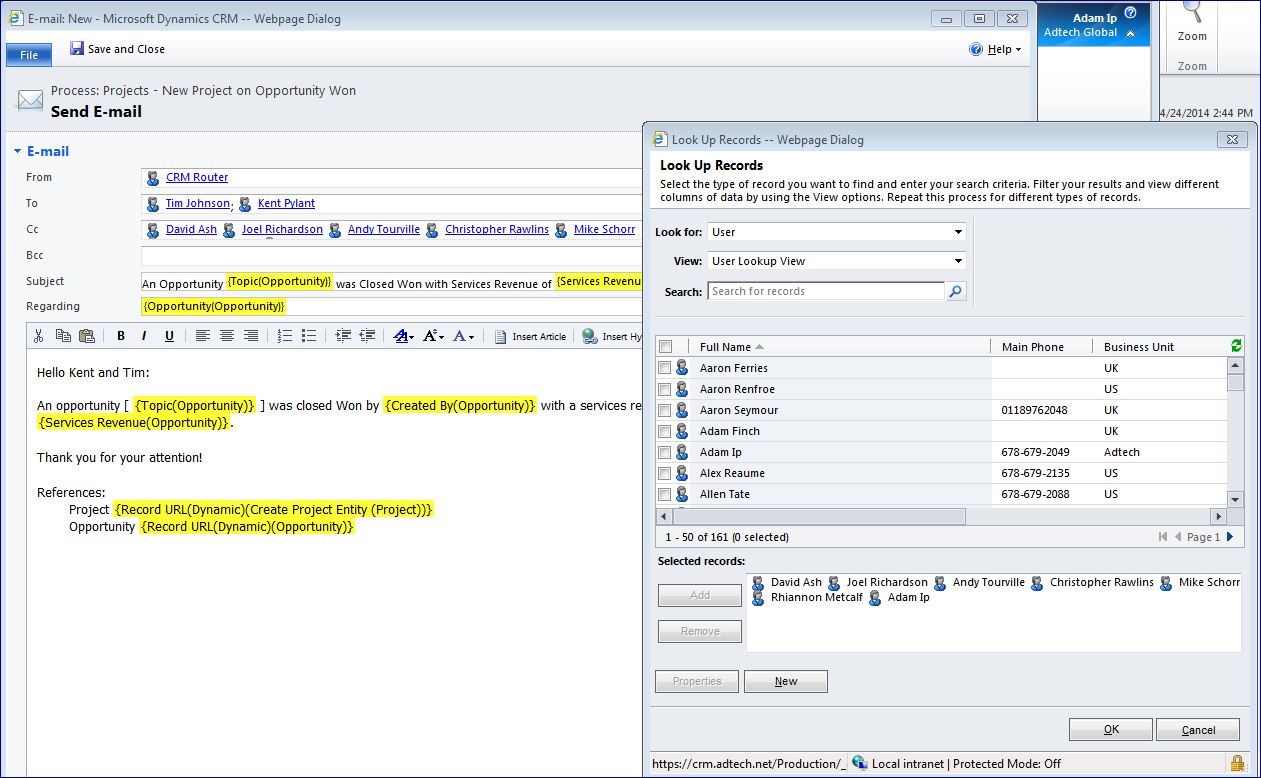 E-mail: New - Microsoft Dynamics CRM -- Webpage Dialog
Adam Ip
Adtech Global
Zoom
Zoom
File
Save and Close
Help
Process: Projects - New Project on Opportunity Won
Send E-mail
4/24/2014 2:44 PM
E-mail
From CRM Router
To Tim Johnson; Kent Pylant
Cc David Ash Joel Richardson Andy Tourville Christopher Rawlins Mike Schorr
Bcc
Subject An Opportunity {Topic(Opportunity)} was Closed Won with Services Revenue of {Services Revenue
Regarding {Opportunity(Opportunity)}
B I U A A A Insert Article Insert Hy
Hello Kent and Tim:
An opportunity [ {Topic(Opportunity)} ] was closed Won by {Created By(Opportunity)} with a services re
{Services Revenue(Opportunity)}.
Thank you for your attention!
References:
Project {Record URL(Dynamic)(Create Project Entity (Project))}
Opportunity {Record URL(Dynamic)(Opportunity)}
Look Up Records -- Webpage Dialog
Look Up Records
Select the type of record you want to find and enter your search criteria. Filter your results and view different
columns of data by using the View options. Repeat this process for different types of records.
Look for: User
View: User Lookup View
Search: Search for records
Full Name Main Phone Business Unit
Aaron Ferries UK
Aaron Renfroe US
Aaron Seymour 01189762048 UK
Adam Finch UK
Adam Ip 678-679-2049 Adtech
Alex Reaume 678-679-2135 US
Allen Tate 678-679-2088 US
1 - 50 of 161 (0 selected) Page 1
Selected records:
David Ash Joel Richardson Andy Tourville Christopher Rawlins Mike Schorr
Rhiannon Metcalf Adam Ip
Add
Remove
Properties New
OK Cancel
https://crm.adtech.net/Production/_ Local intranet | Protected Mode: Off